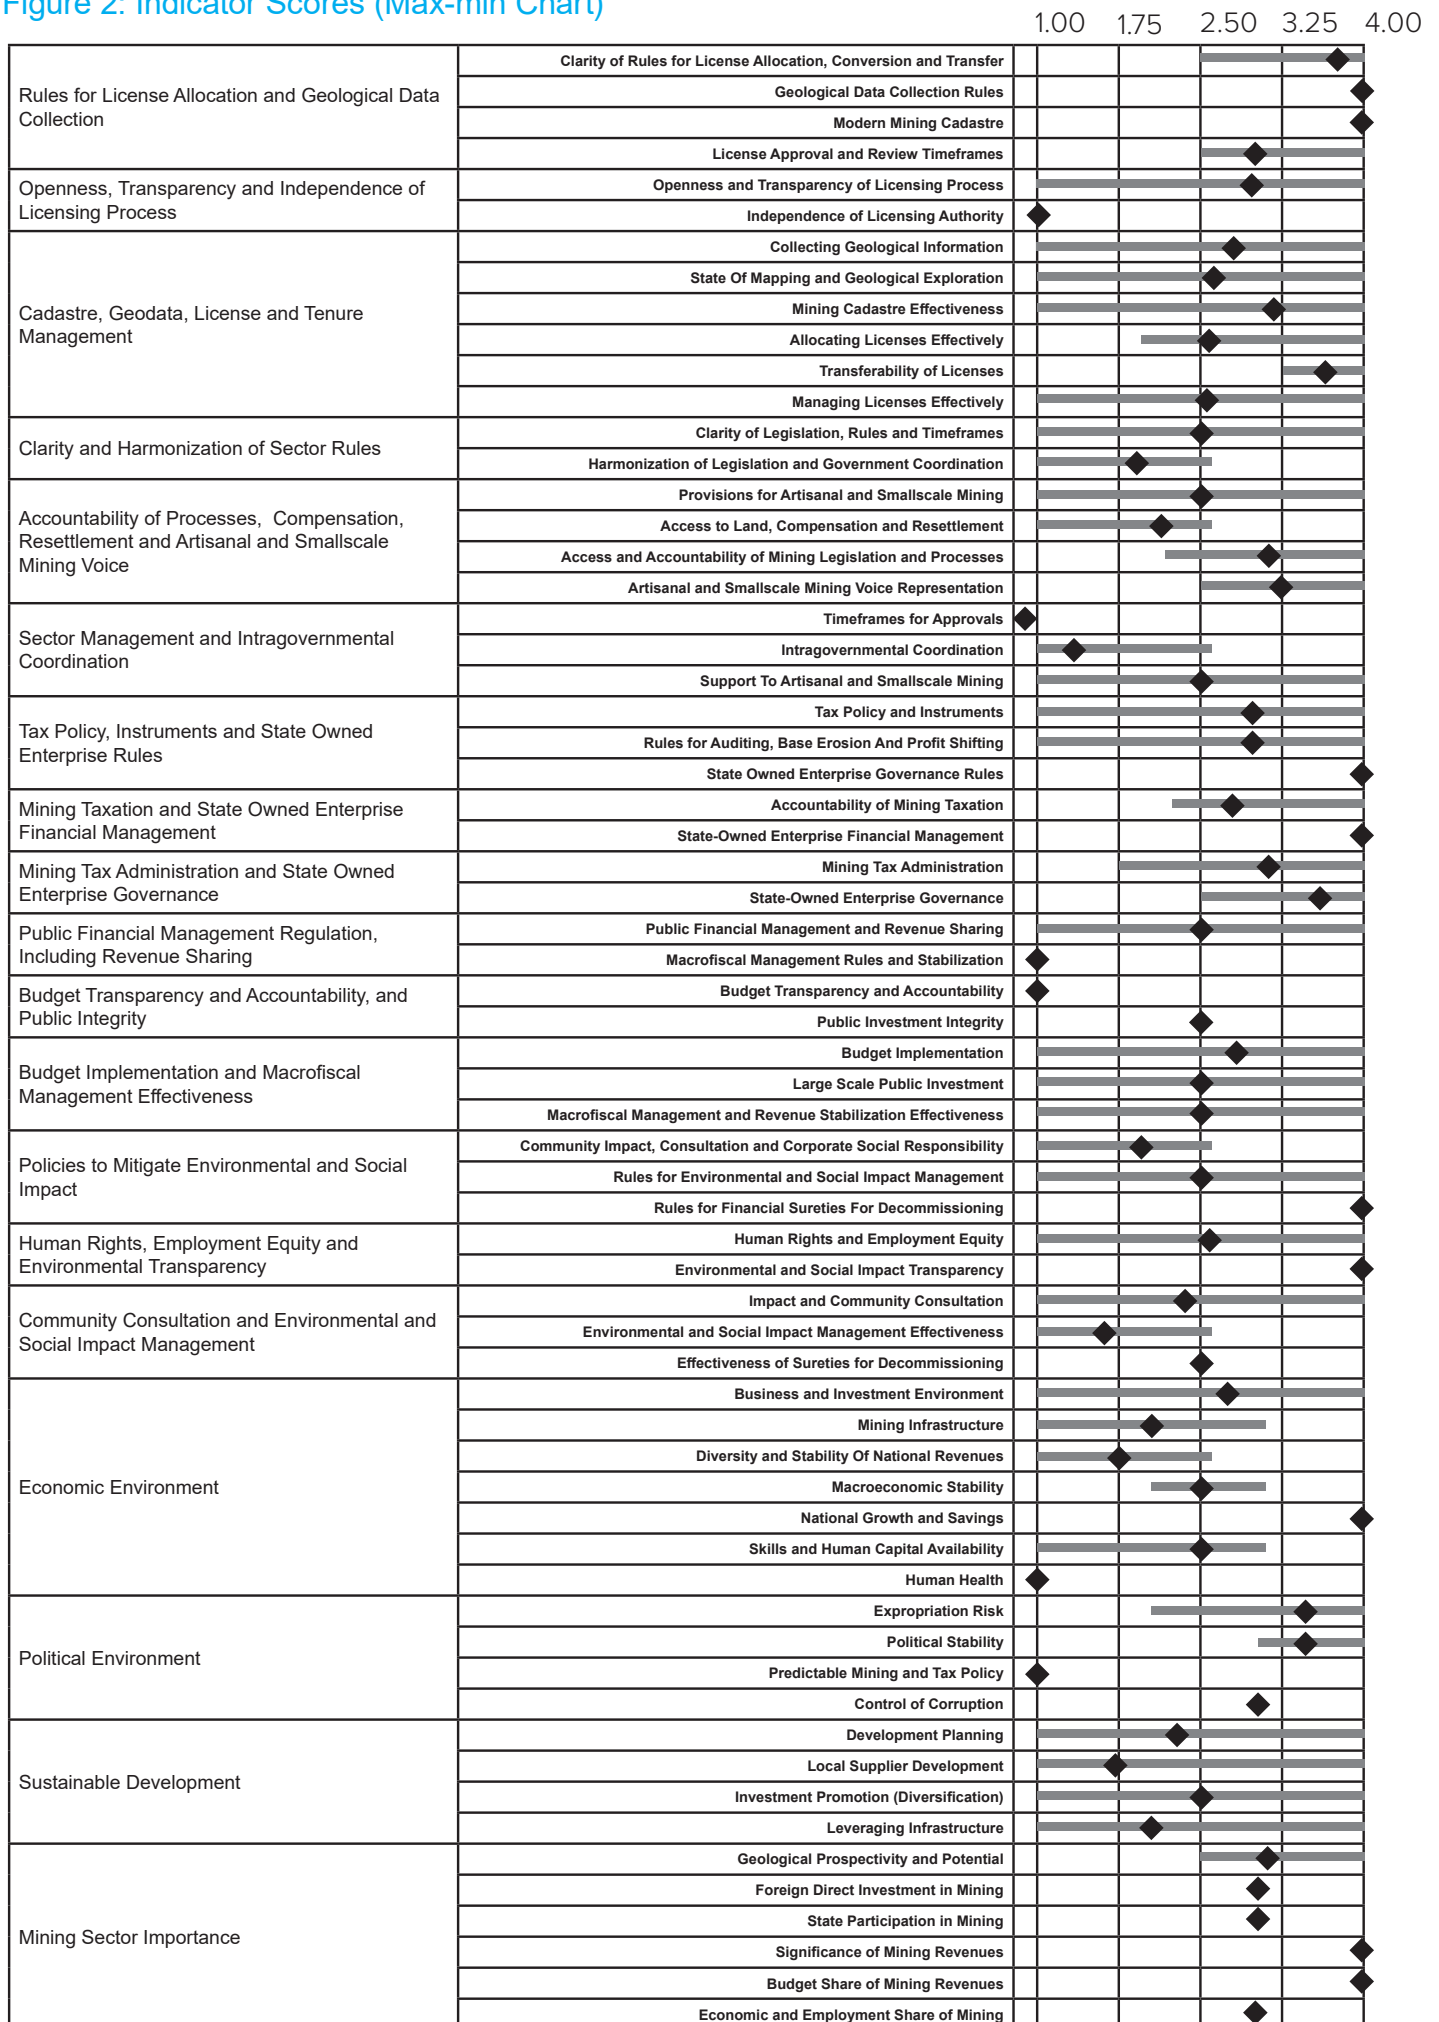 Figure 2: Indicator Scores (Max-min Chart)
1.00 1.75 2.50 3.25 4.00
Rules for License Allocation and Geological Data
Collection
Clarity of Rules for License Allocation, Conversion and Transfer
Geological Data Collection Rules
Modern Mining Cadastre
License Approval and Review Timeframes
Openness, Transparency and Independence of
Licensing Process
Openness and Transparency of Licensing Process
Independence of Licensing Authority
Cadastre, Geodata, License and Tenure
Management
Collecting Geological Information
State Of Mapping and Geological Exploration
Mining Cadastre Effectiveness
Allocating Licenses Effectively
Transferability of Licenses
Managing Licenses Effectively
Clarity and Harmonization of Sector Rules
Clarity of Legislation, Rules and Timeframes
Harmonization of Legislation and Government Coordination
Accountability of Processes, Compensation,
Resettlement and Artisanal and Smallscale
Mining Voice
Provisions for Artisanal and Smallscale Mining
Access to Land, Compensation and Resettlement
Access and Accountability of Mining Legislation and Processes
Artisanal and Smallscale Mining Voice Representation
Sector Management and Intragovernmental
Coordination
Timeframes for Approvals
Intragovernmental Coordination
Support To Artisanal and Smallscale Mining
Tax Policy, Instruments and State Owned
Enterprise Rules
Tax Policy and Instruments
Rules for Auditing, Base Erosion And Profit Shifting
State Owned Enterprise Governance Rules
Mining Taxation and State Owned Enterprise
Financial Management
Accountability of Mining Taxation
State-Owned Enterprise Financial Management
Mining Tax Administration and State Owned
Enterprise Governance
Mining Tax Administration
State-Owned Enterprise Governance
Public Financial Management Regulation,
Including Revenue Sharing
Public Financial Management and Revenue Sharing
Macrofiscal Management Rules and Stabilization
Budget Transparency and Accountability, and
Public Integrity
Budget Transparency and Accountability
Public Investment Integrity
Budget Implementation and Macrofiscal
Management Effectiveness
Budget Implementation
Large Scale Public Investment
Macrofiscal Management and Revenue Stabilization Effectiveness
Policies to Mitigate Environmental and Social
Impact
Community Impact, Consultation and Corporate Social Responsibility
Rules for Environmental and Social Impact Management
Rules for Financial Sureties For Decommissioning
Human Rights, Employment Equity and
Environmental Transparency
Human Rights and Employment Equity
Environmental and Social Impact Transparency
Community Consultation and Environmental and
Social Impact Management
Impact and Community Consultation
Environmental and Social Impact Management Effectiveness
Effectiveness of Sureties for Decommissioning
Economic Environment
Business and Investment Environment
Mining Infrastructure
Diversity and Stability Of National Revenues
Macroeconomic Stability
National Growth and Savings
Skills and Human Capital Availability
Human Health
Political Environment
Expropriation Risk
Political Stability
Predictable Mining and Tax Policy
Control of Corruption
Sustainable Development
Development Planning
Local Supplier Development
Investment Promotion (Diversification)
Leveraging Infrastructure
Mining Sector Importance
Geological Prospectivity and Potential
Foreign Direct Investment in Mining
State Participation in Mining
Significance of Mining Revenues
Budget Share of Mining Revenues
Economic and Employment Share of Mining